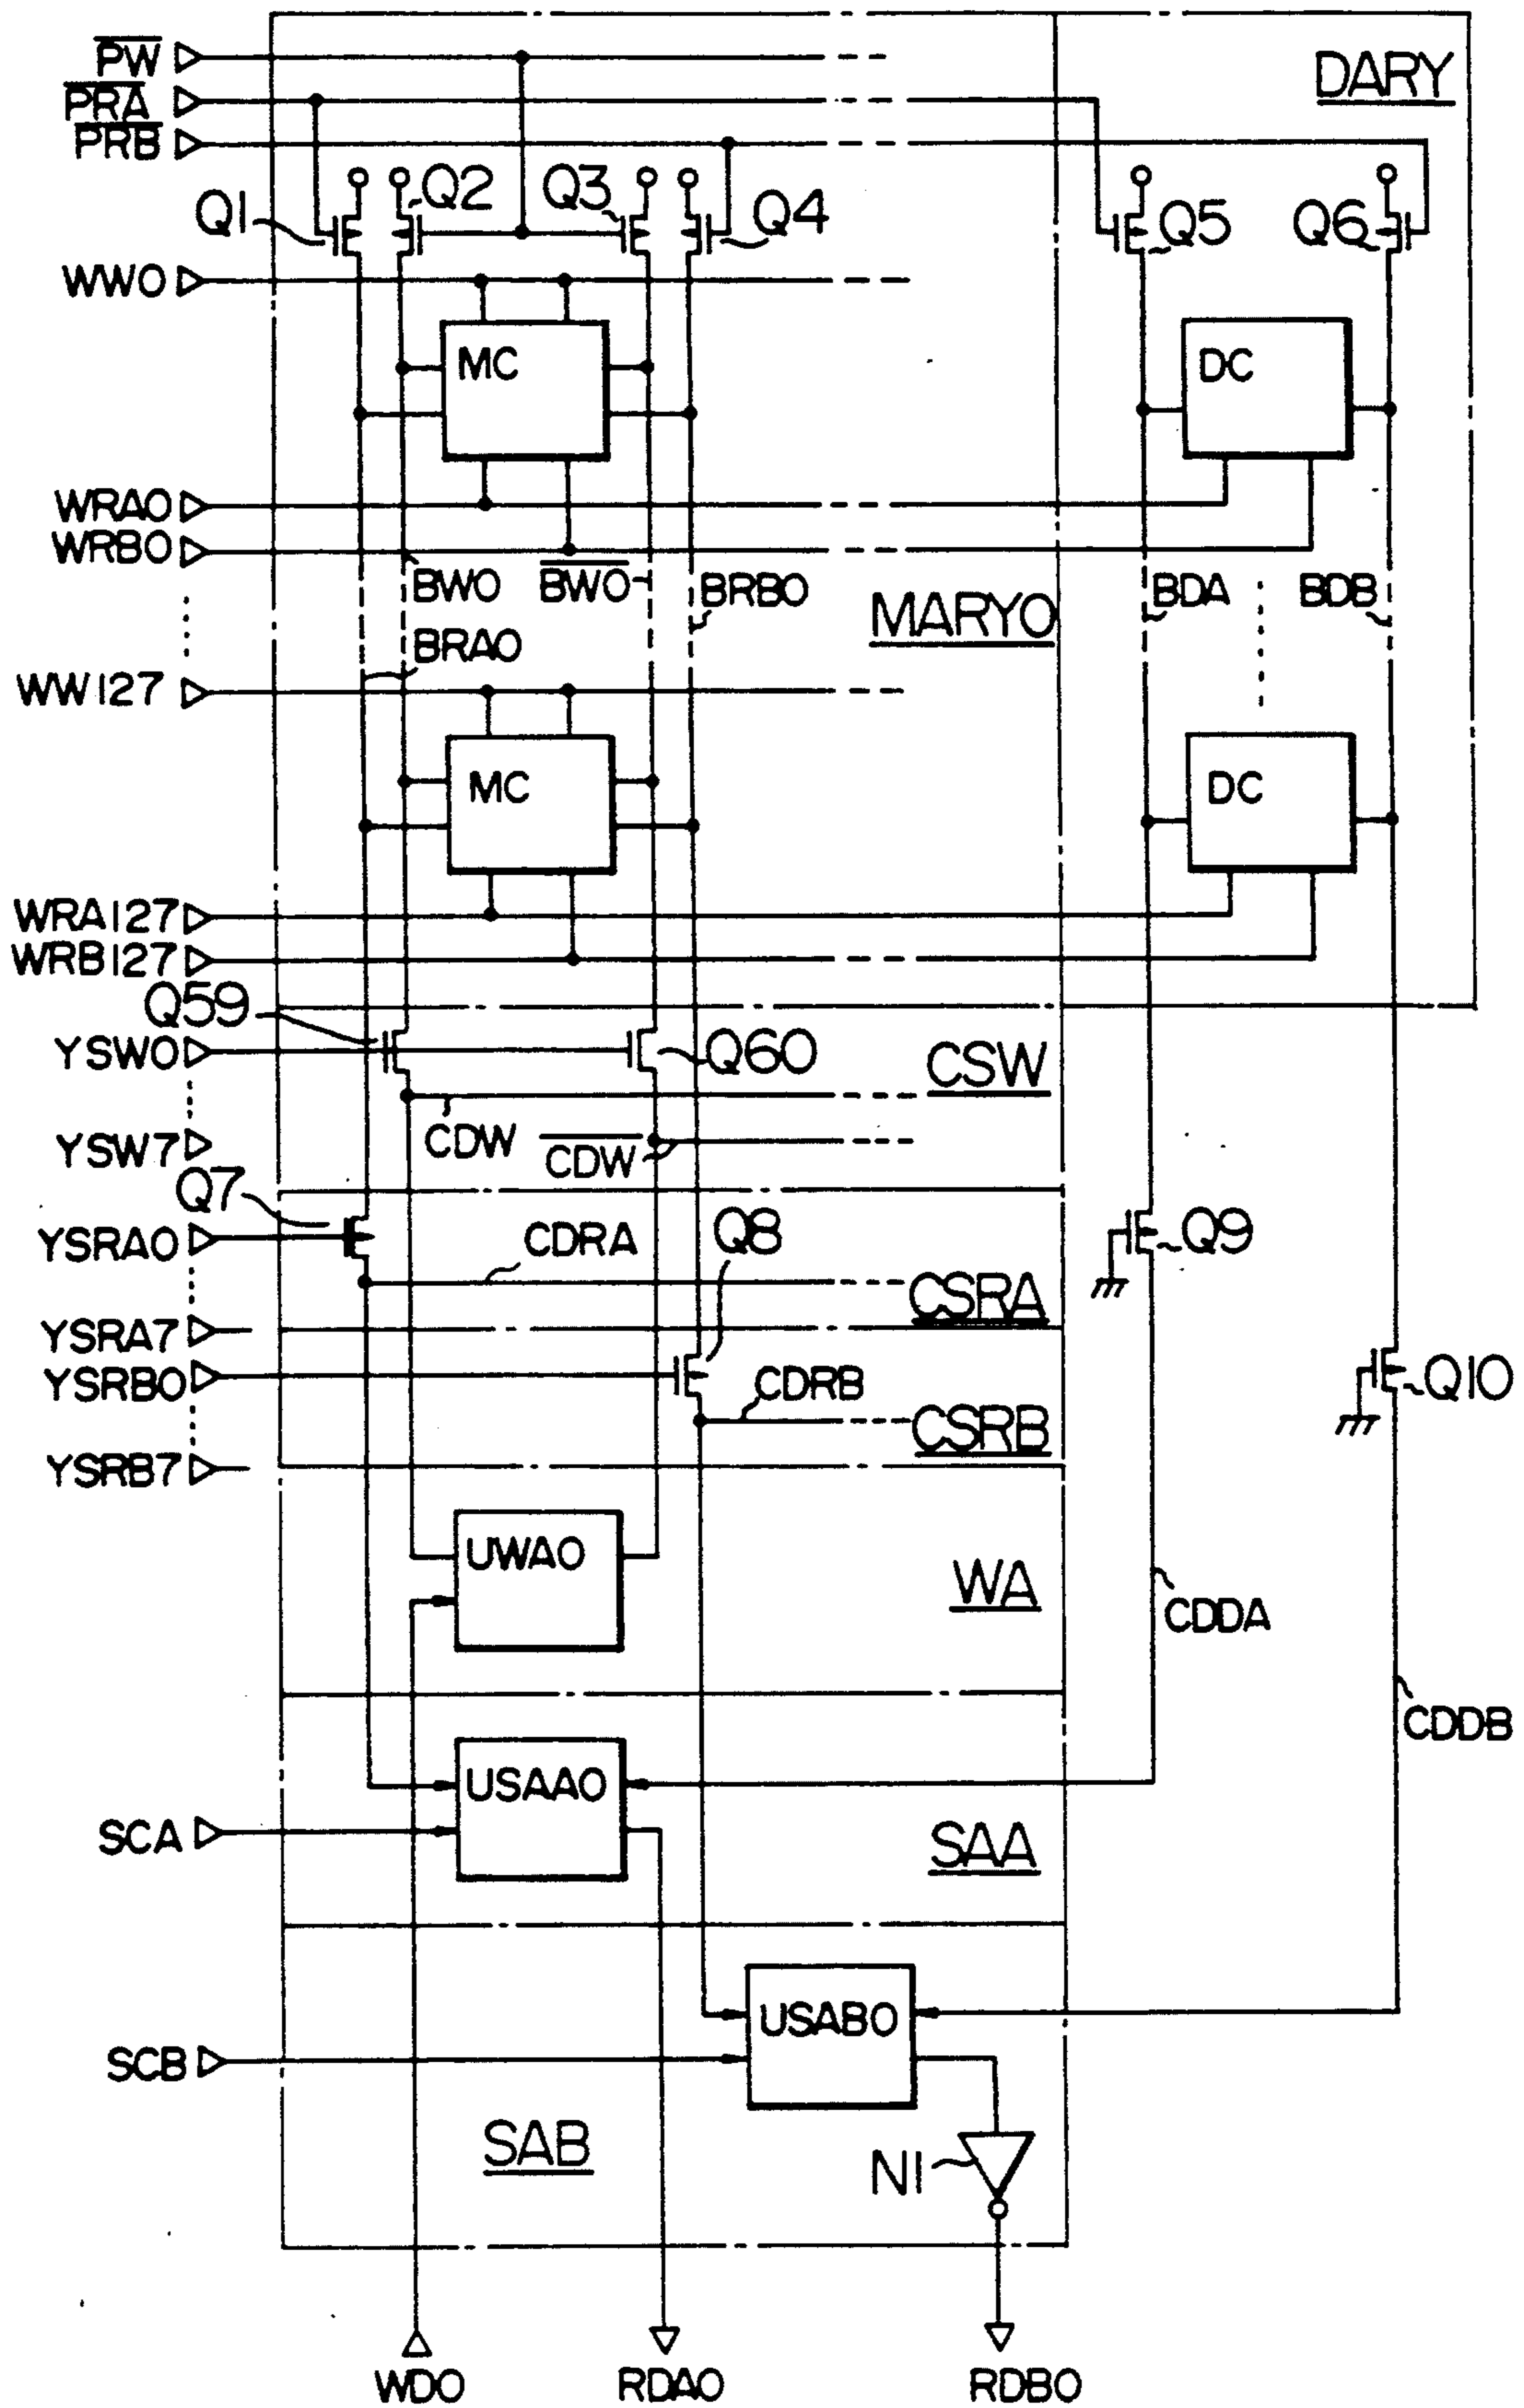 PW
DARY
PRA
PRB
Q1
Q2
Q3
Q4
Q5
Q6
WW0
MC
DC
WRA0
WRB0
BW0
BW0
BRB0
BDA
BDB
MARY0
BRA0
WW127
MC
DC
WRA127
WRB127
Q59
YSW0
Q60
CSW
CDW
CDW
YSW7
Q7
YSRA0
CDRA
Q8
Q9
CSRA
YSRA7
YSRB0
CDRB
Q10
CSRB
YSRB7
UWA0
WA
CDDA
CDDB
USAA0
SCA
SAA
USAB0
SCB
SAB
N1
WD0
RDA0
RDB0